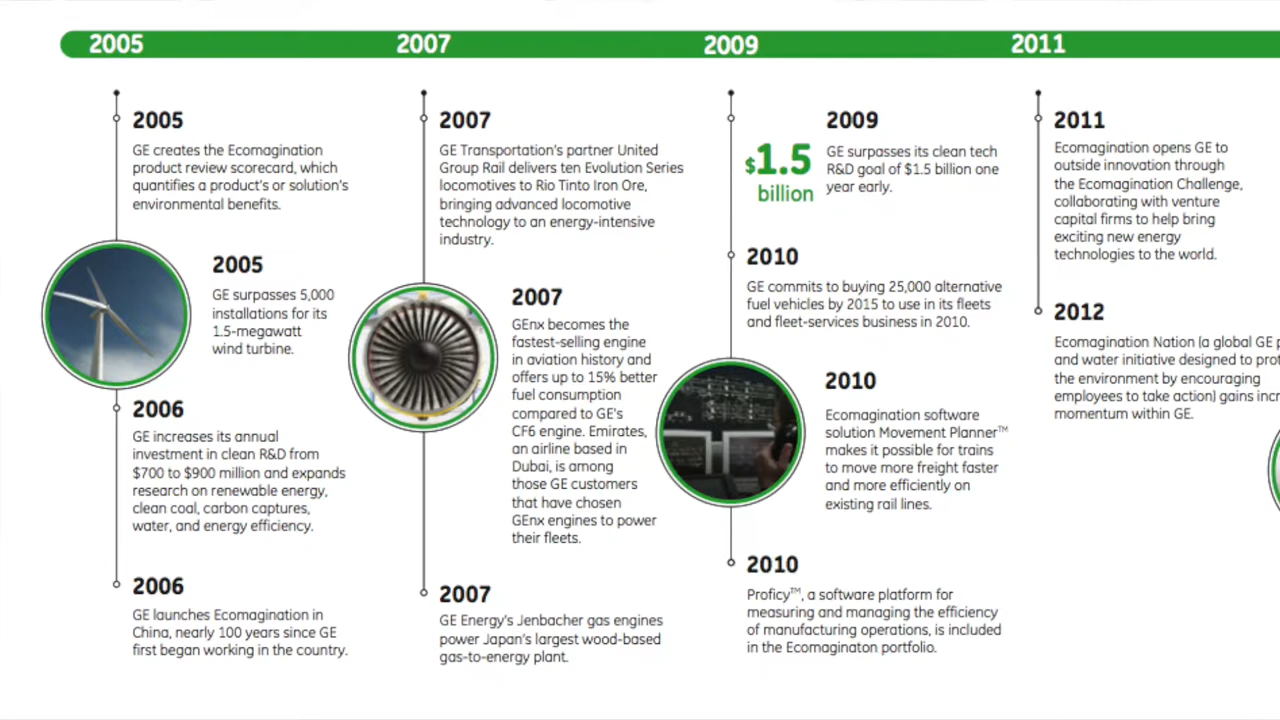 2005 2007 2009 2011
2005
GE creates the Ecomagination
product review scorecard, which
quantifies a product's or solution's
environmental benefits.
2005
GE surpasses 5,000
installations for its
1.5-megawatt
wind turbine.
2006
GE increases its annual
investment in clean R&D from
$700 to $900 million and expands
research on renewable energy,
clean coal, carbon captures,
water, and energy efficiency.
2006
GE launches Ecomagination in
China, nearly 100 years since GE
first began working in the country.
2007
GE Transportation's partner United
Group Rail delivers ten Evolution Series
locomotives to Rio Tinto Iron Ore,
bringing advanced locomotive
technology to an energy-intensive
industry.
2007
GEnx becomes the
fastest-selling engine
in aviation history and
offers up to 15% better
fuel consumption
compared to GE's
CF6 engine. Emirates,
an airline based in
Dubai, is among
those GE customers
that have chosen
GEnx engines to power
their fleets.
2007
GE Energy's Jenbacher gas engines
power Japan's largest wood-based
gas-to-energy plant.
$1.5
billion
2009
GE surpasses its clean tech
R&D goal of $1.5 billion one
year early.
2010
GE commits to buying 25,000 alternative
fuel vehicles by 2015 to use in its fleets
and fleet-services business in 2010.
2010
Ecomagination software
solution Movement Planner™
makes it possible for trains
to move more freight faster
and more efficiently on
existing rail lines.
2010
Proficy™, a software platform for
measuring and managing the efficiency
of manufacturing operations, is included
in the Ecomaginaton portfolio.
2011
Ecomagination opens GE to
outside innovation through
the Ecomagination Challenge,
collaborating with venture
capital firms to help bring
exciting new energy
technologies to the world.
2012
Ecomagination Nation (a global GE
and water initiative designed to
the environment by encouraging
employees to take action) gains
momentum within GE.